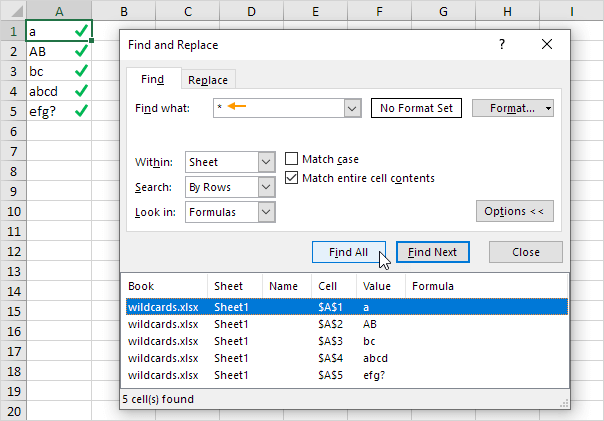 A B C D E F G H I
1 a
2 AB
3 bc
4 abcd
5 efg?
6
7
8
9
10
11
12
13
14
15
16
17
18
19
20
Find and Replace ? ×
Find Replace
Find what: * No Format Set Format...
Within: Sheet Match case
Search: By Rows Match entire cell contents
Look in: Formulas Options <<
Find All Find Next Close
Book Sheet Name Cell Value Formula
wildcards.xlsx Sheet1 $A$1 a
wildcards.xlsx Sheet1 $A$2 AB
wildcards.xlsx Sheet1 $A$3 bc
wildcards.xlsx Sheet1 $A$4 abcd
wildcards.xlsx Sheet1 $A$5 efg?
5 cell(s) found